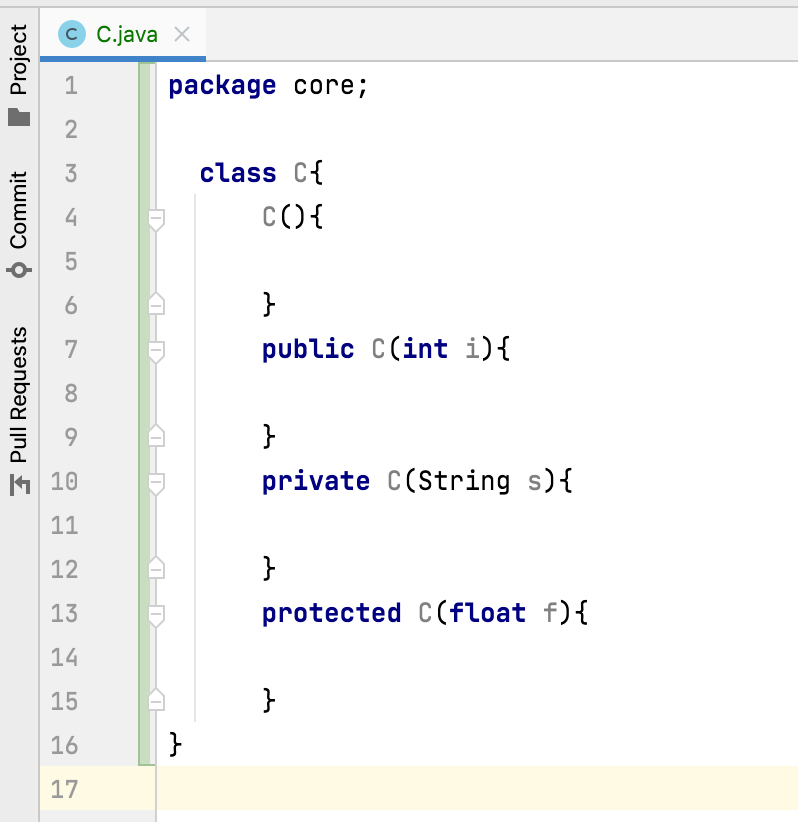 Project
Commit
Pull Requests
C C.java
1 package core;
2
3 class C{
4 C(){
5
6 }
7 public C(int i){
8
9 }
10 private C(String s){
11
12 }
13 protected C(float f){
14
15 }
16 }
17